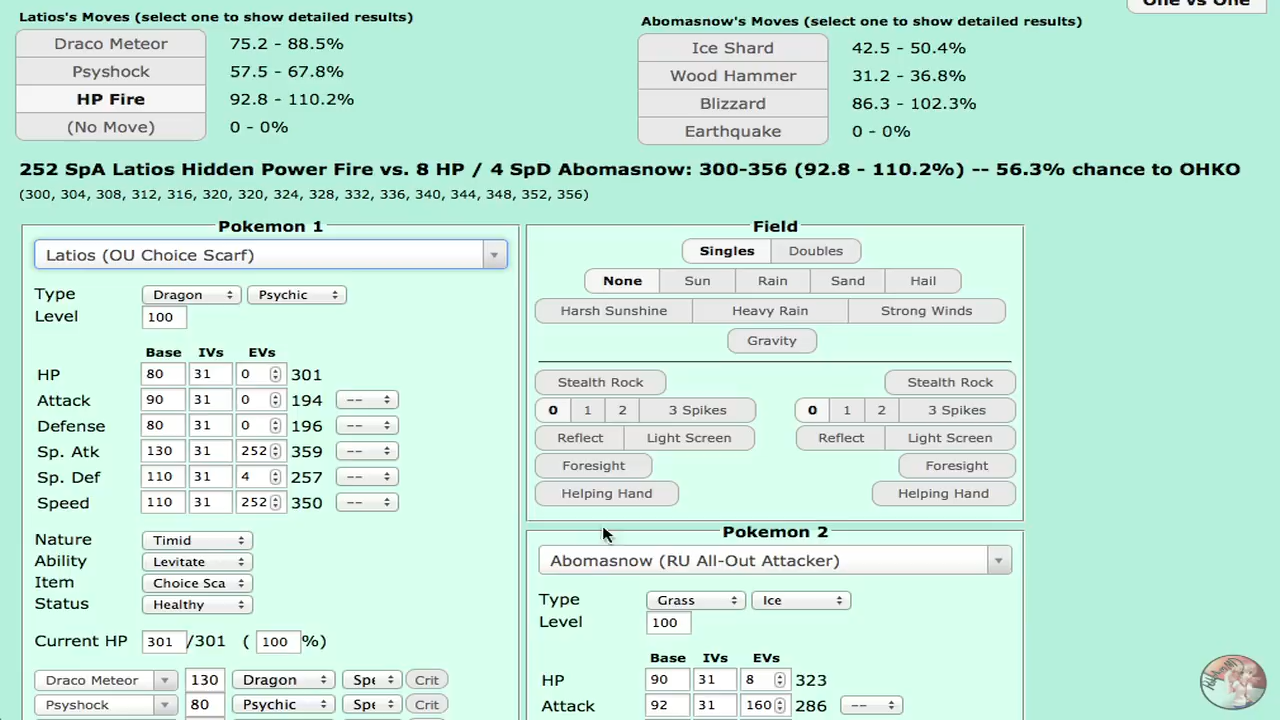 One vs One
Latios's Moves (select one to show detailed results)
Draco Meteor 75.2 - 88.5%
Psyshock 57.5 - 67.8%
HP Fire 92.8 - 110.2%
(No Move) 0 - 0%
Abomasnow's Moves (select one to show detailed results)
Ice Shard 42.5 - 50.4%
Wood Hammer 31.2 - 36.8%
Blizzard 86.3 - 102.3%
Earthquake 0 - 0%
252 SpA Latios Hidden Power Fire vs. 8 HP / 4 SpD Abomasnow: 300-356 (92.8 - 110.2%) -- 56.3% chance to OHKO
(300, 304, 308, 312, 316, 320, 320, 324, 328, 332, 336, 340, 344, 348, 352, 356)
Pokemon 1
Latios (OU Choice Scarf)
Type Dragon Psychic
Level 100
Base IVs EVs
HP 80 31 0 301
Attack 90 31 0 194 --
Defense 80 31 0 196 --
Sp. Atk 130 31 252 359 --
Sp. Def 110 31 4 257 --
Speed 110 31 252 350 --
Nature Timid
Ability Levitate
Item Choice Sca
Status Healthy
Current HP 301 /301 ( 100 %)
Draco Meteor 130 Dragon Spe Crit
Psyshock 80 Psychic Spe Crit
Field
Singles Doubles
None Sun Rain Sand Hail
Harsh Sunshine Heavy Rain Strong Winds
Gravity
Stealth Rock Stealth Rock
0 1 2 3 Spikes 0 1 2 3 Spikes
Reflect Light Screen Reflect Light Screen
Foresight Foresight
Helping Hand Helping Hand
Pokemon 2
Abomasnow (RU All-Out Attacker)
Type Grass Ice
Level 100
Base IVs EVs
HP 90 31 8 323
Attack 92 31 160 286 --